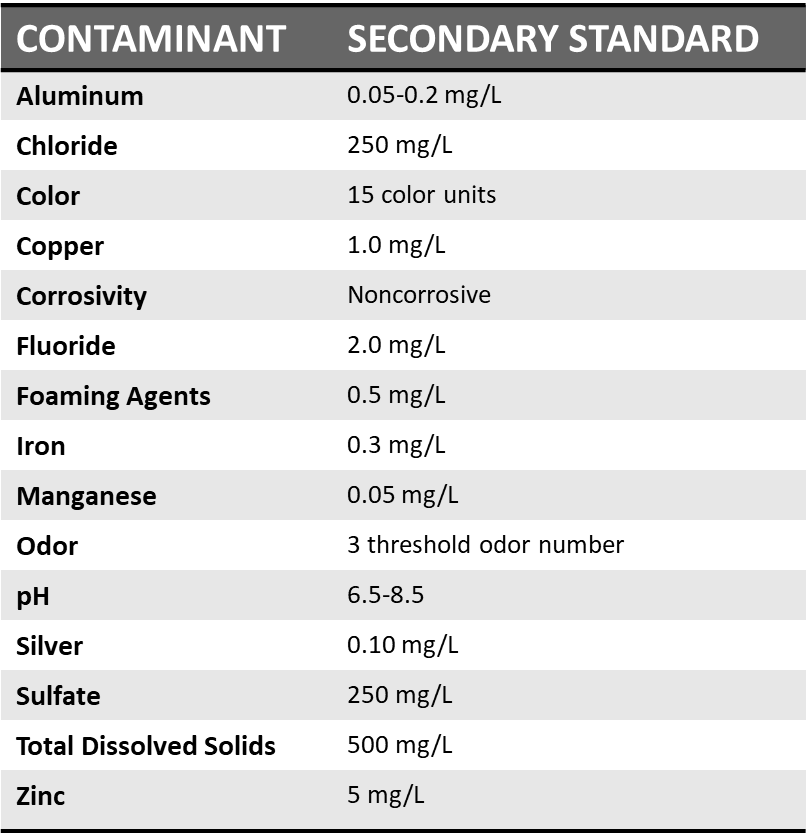 CONTAMINANT SECONDARY STANDARD
Aluminum 0.05-0.2 mg/L
Chloride 250 mg/L
Color 15 color units
Copper 1.0 mg/L
Corrosivity Noncorrosive
Fluoride 2.0 mg/L
Foaming Agents 0.5 mg/L
Iron 0.3 mg/L
Manganese 0.05 mg/L
Odor 3 threshold odor number
pH 6.5-8.5
Silver 0.10 mg/L
Sulfate 250 mg/L
Total Dissolved Solids 500 mg/L
Zinc 5 mg/L